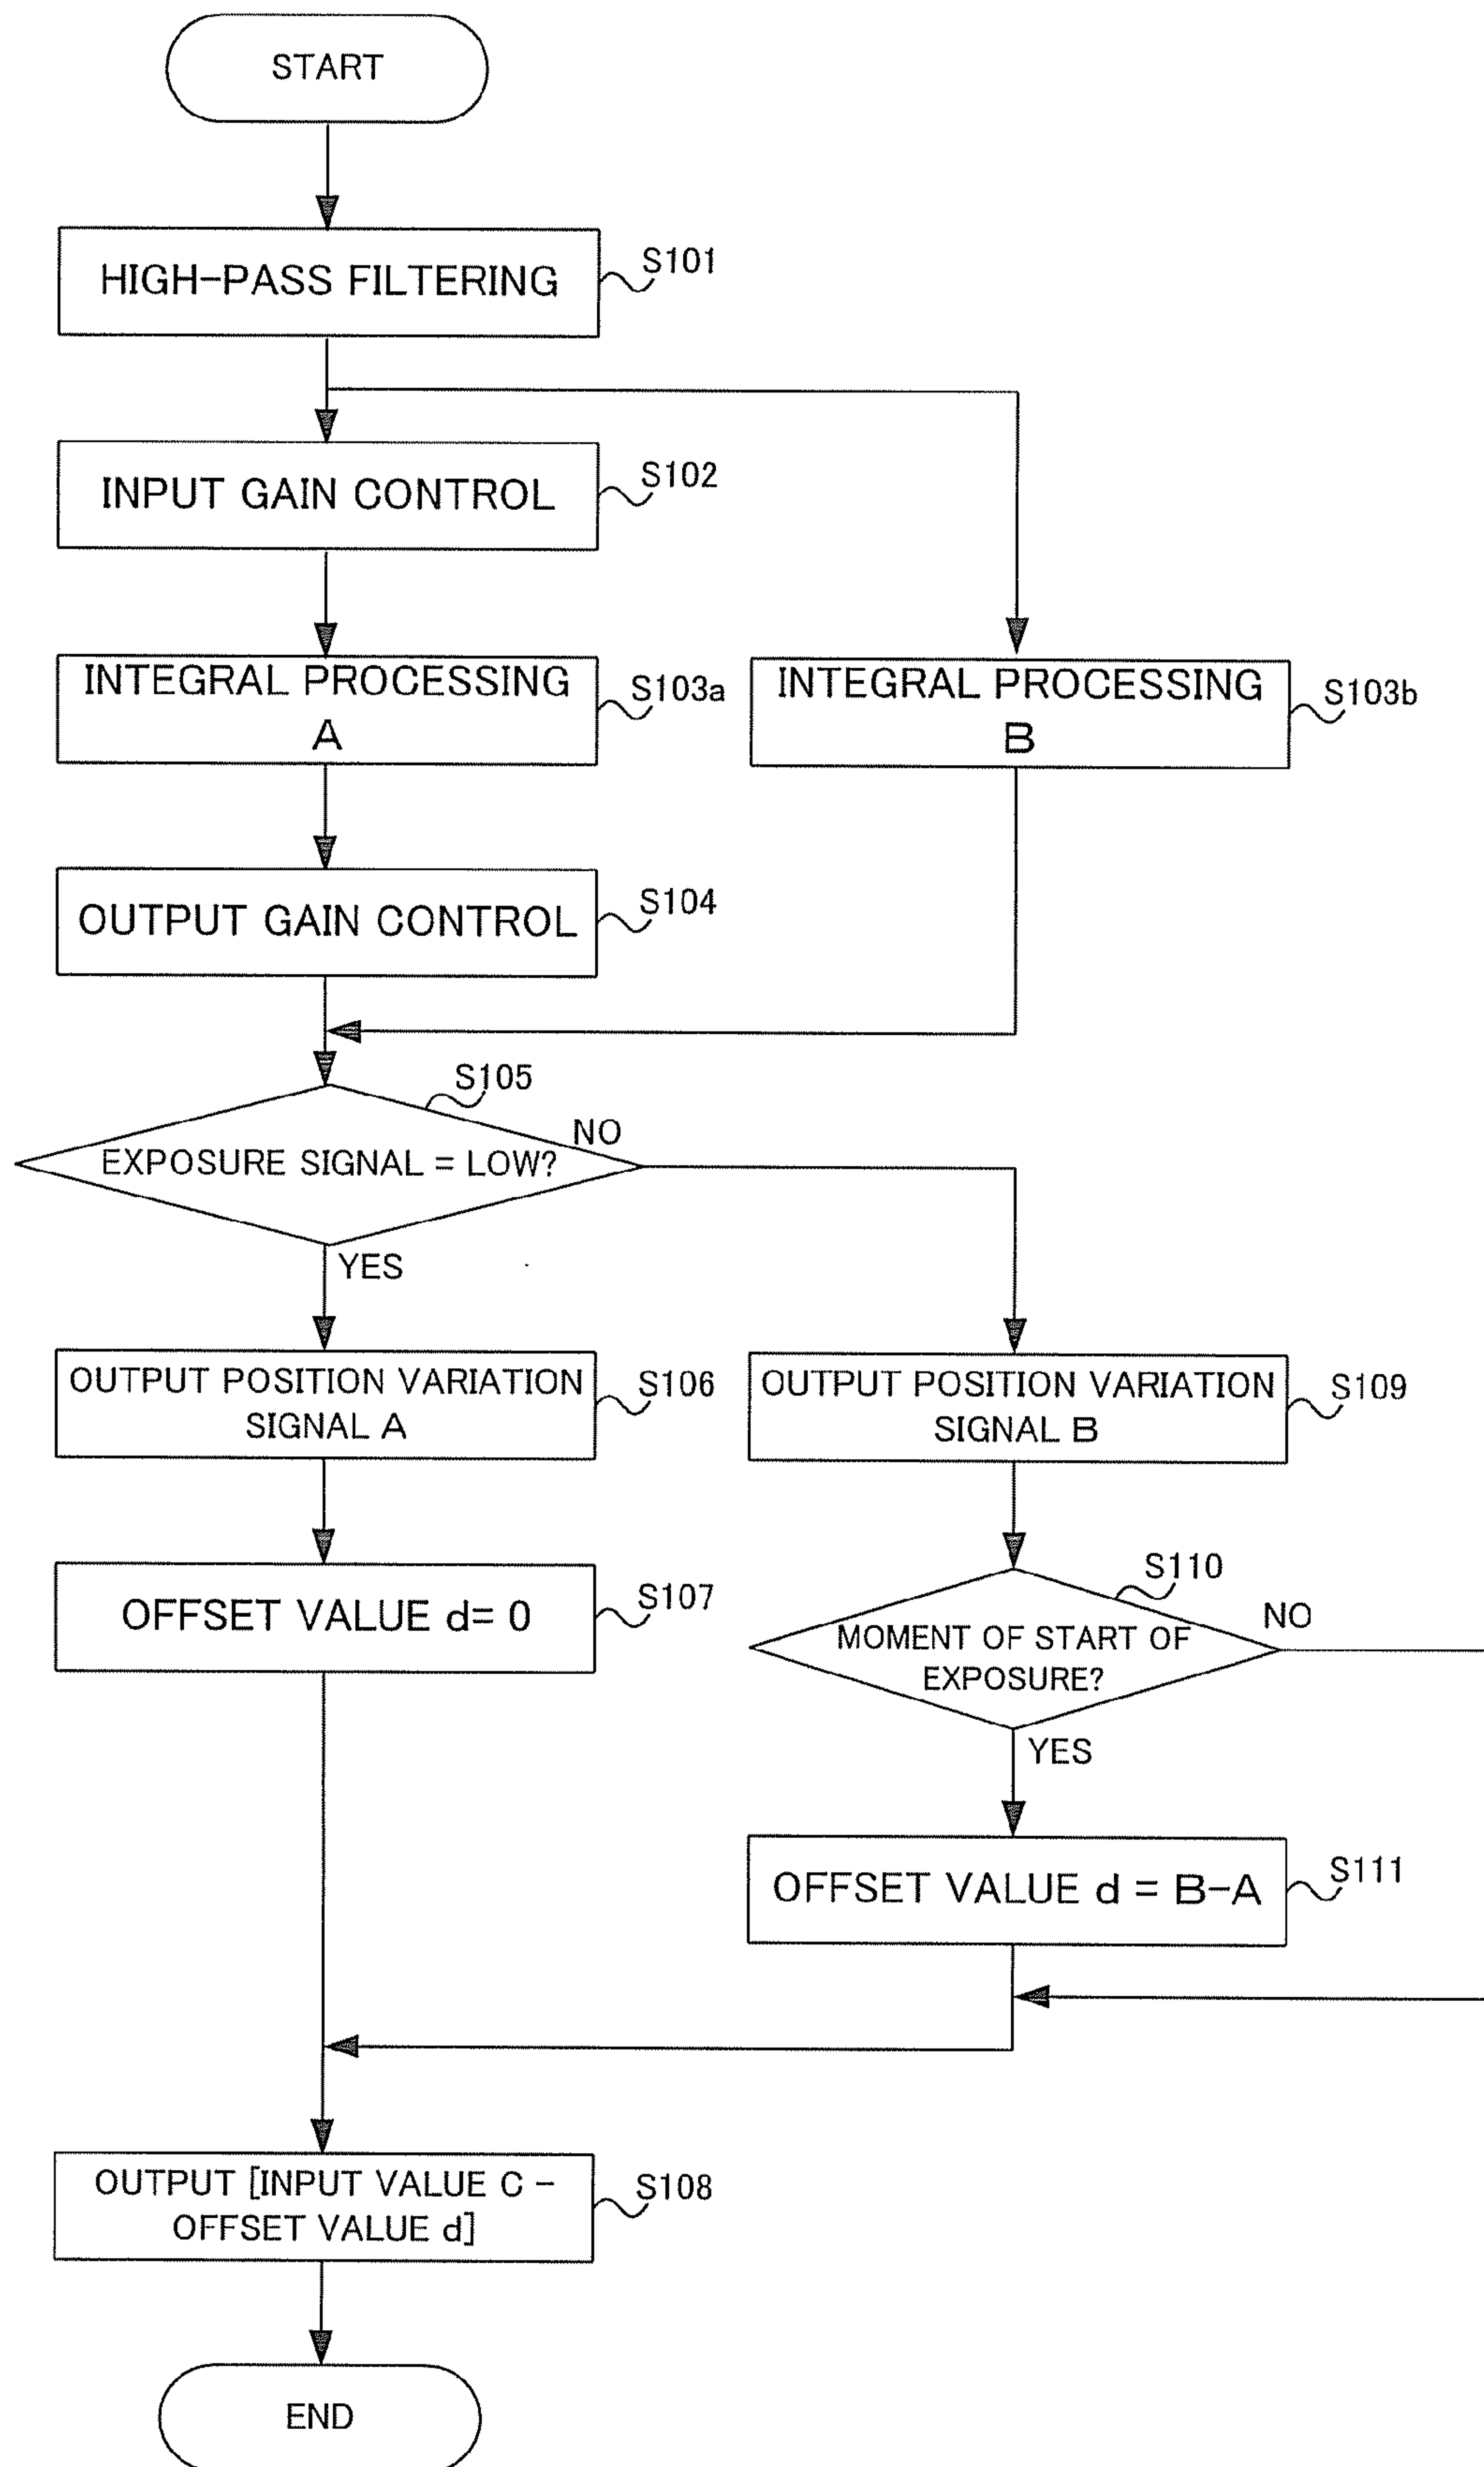 START
HIGH-PASS FILTERING
S101
INPUT GAIN CONTROL
S102
INTEGRAL PROCESSING
A
S103a
INTEGRAL PROCESSING
B
S103b
OUTPUT GAIN CONTROL
S104
S105
EXPOSURE SIGNAL = LOW?
NO
YES
OUTPUT POSITION VARIATION
SIGNAL A
S106
OUTPUT POSITION VARIATION
SIGNAL B
S109
OFFSET VALUE d= 0
S107
S110
MOMENT OF START OF
EXPOSURE?
NO
YES
OFFSET VALUE d = B-A
S111
OUTPUT [INPUT VALUE C -
OFFSET VALUE d]
S108
END